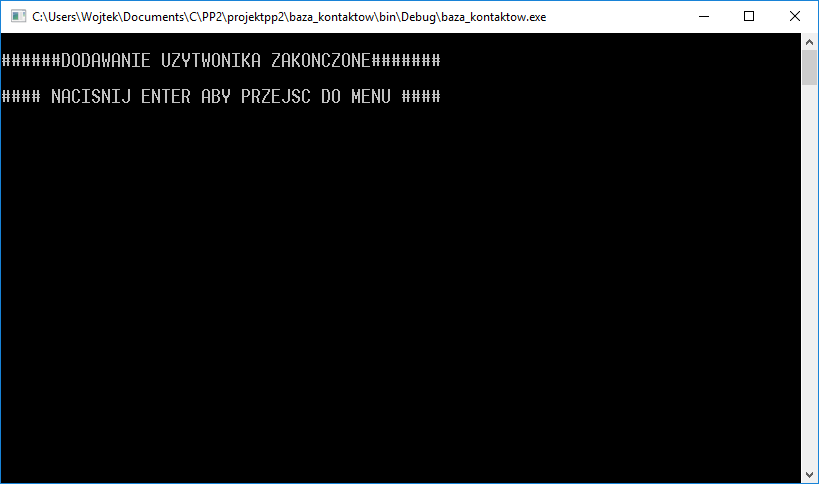 C:\Users\Wojtek\Documents\C\PP2\projektpp2\baza_kontaktow\bin\Debug\baza_kontaktow.exe
######DODAWANIE UZYTWONIKA ZAKONCZONE#######
#### NACISNIJ ENTER ABY PRZEJSC DO MENU ####